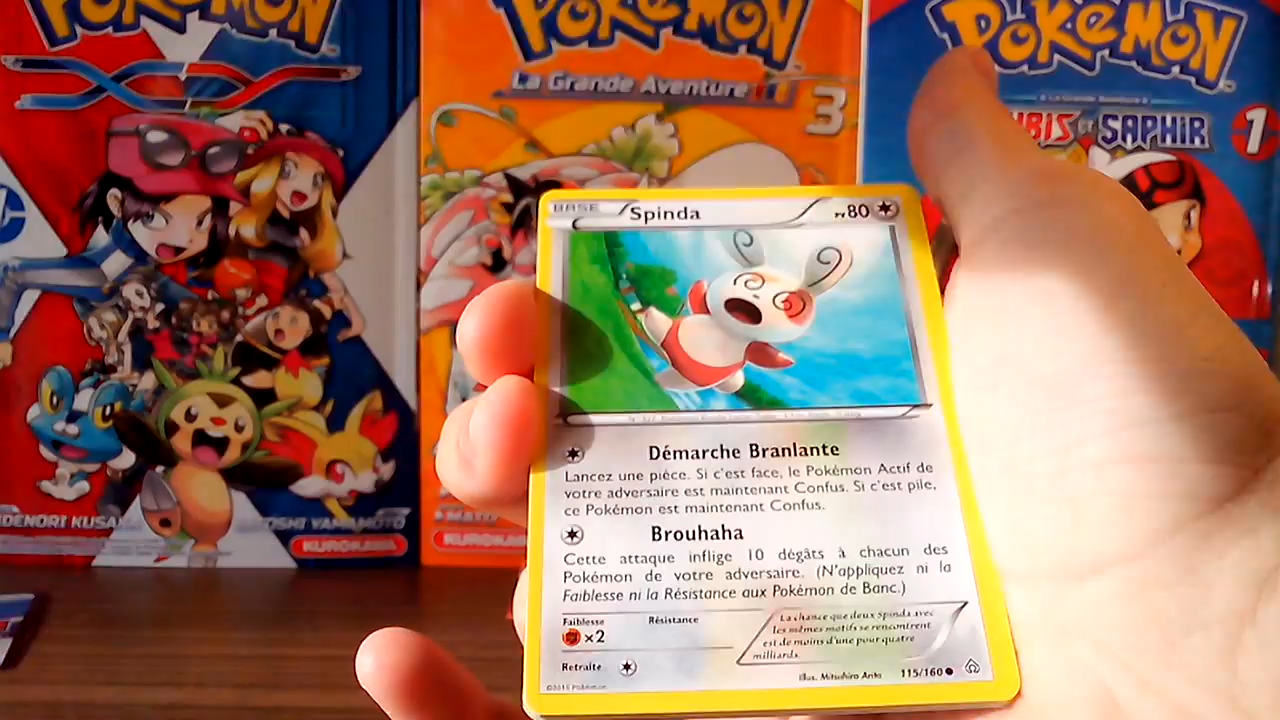 POKÉMON
POKÉMON
La Grande Aventure
3
POKÉMON
RUBIS ET SAPHIR
1
BASE
Spinda
PV80
Démarche Branlante
Lancez une pièce. Si c'est face, le Pokémon Actif de
votre adversaire est maintenant Confus. Si c'est pile,
ce Pokémon est maintenant Confus.
Brouhaha
Cette attaque inflige 10 dégâts à chacun des
Pokémon de votre adversaire. (N'appliquez ni la
Faiblesse ni la Résistance aux Pokémon de Banc.)
Faiblesse
Résistance
×2
La chance que deux Spinda avec
les mêmes motifs se rencontrent
est de moins d'une pour quatre
milliards.
Retraite
Illus. Mitsuhiro Arita
115/160
©2015 Pokémon
KUROKAWA